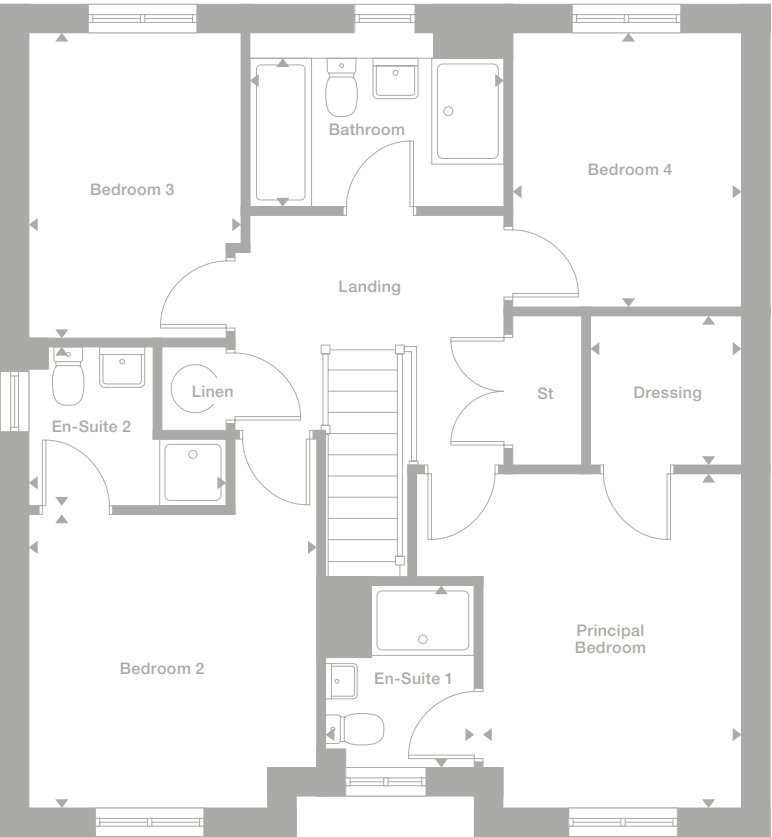 Bathroom
Bedroom 3
Bedroom 4
Landing
Linen
St
Dressing
En-Suite 2
Principal
Bedroom
Bedroom 2
En-Suite 1